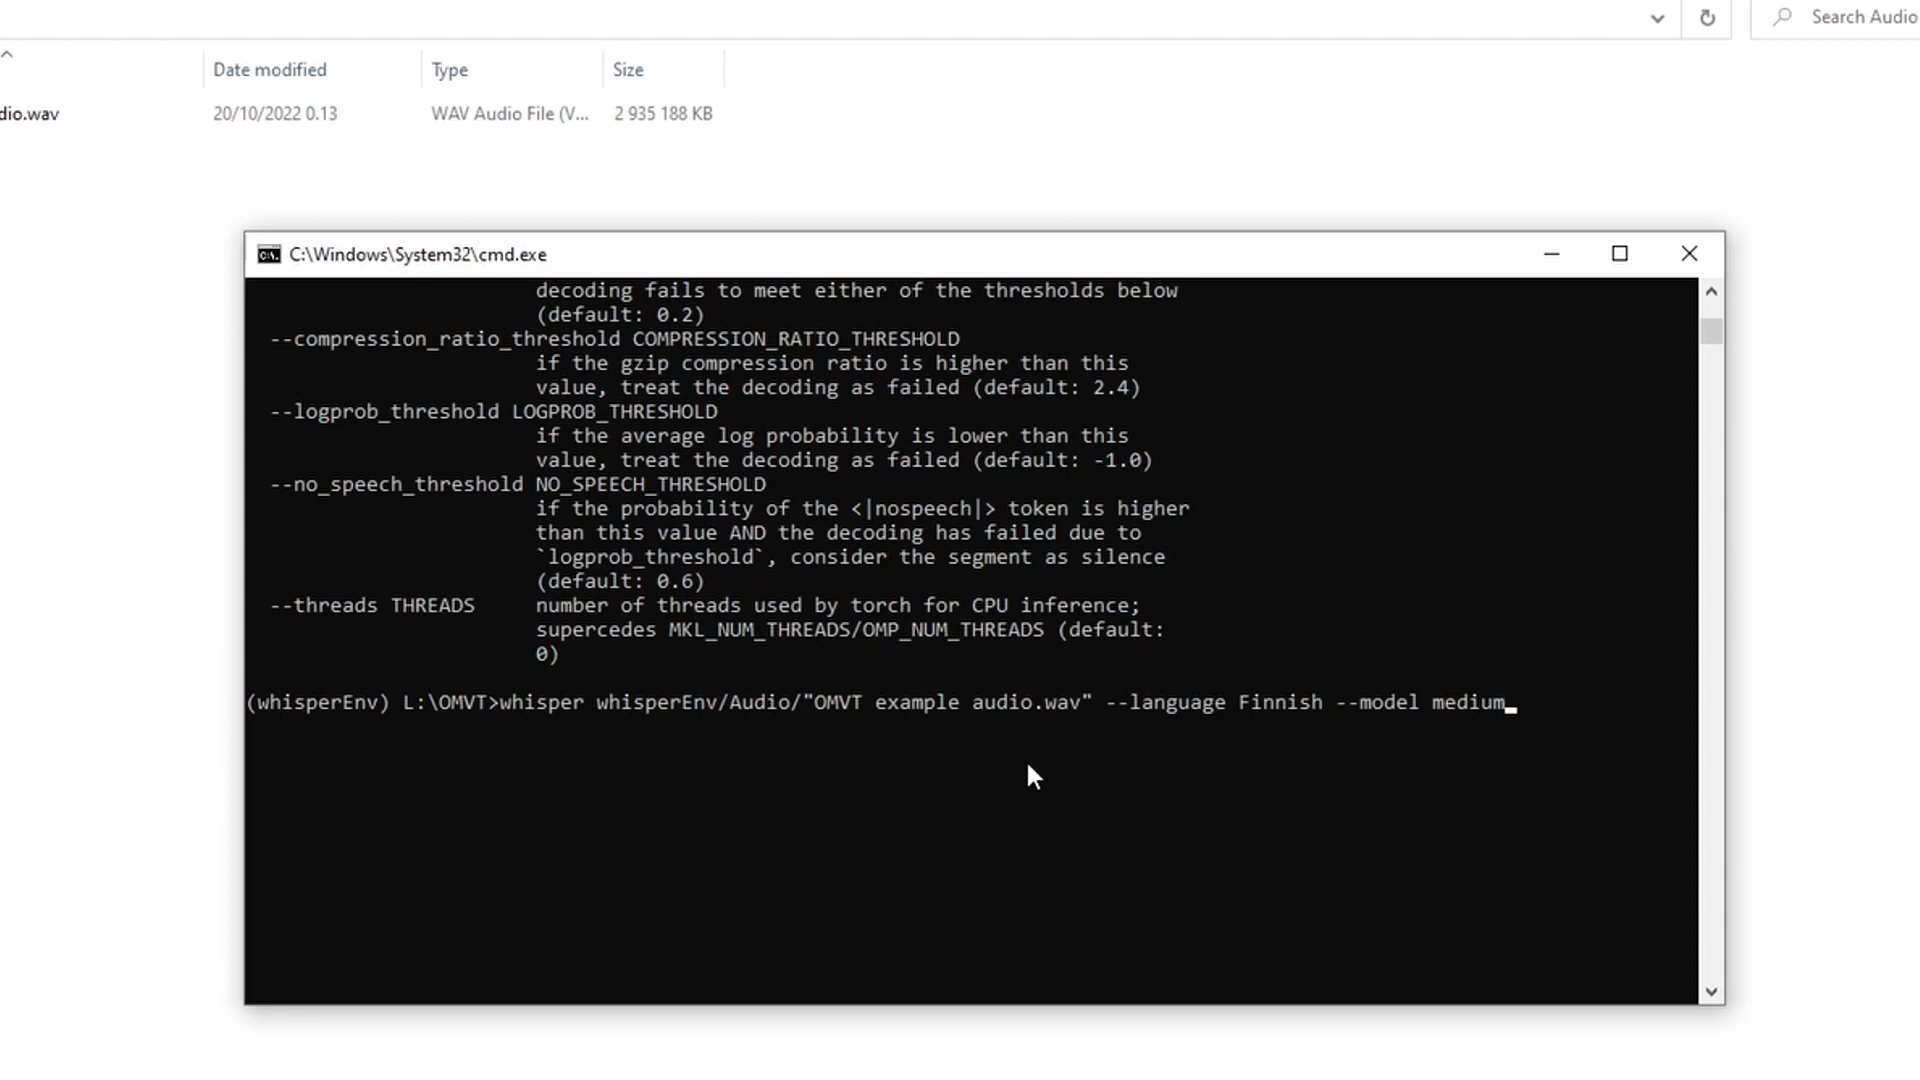 Search Audio
Date modified Type Size
dio.wav 20/10/2022 0.13 WAV Audio File (V... 2 935 188 KB
C:\Windows\System32\cmd.exe
decoding fails to meet either of the thresholds below
(default: 0.2)
--compression_ratio_threshold COMPRESSION_RATIO_THRESHOLD
if the gzip compression ratio is higher than this
value, treat the decoding as failed (default: 2.4)
--logprob_threshold LOGPROB_THRESHOLD
if the average log probability is lower than this
value, treat the decoding as failed (default: -1.0)
--no_speech_threshold NO_SPEECH_THRESHOLD
if the probability of the <|nospeech|> token is higher
than this value AND the decoding has failed due to
`logprob_threshold`, consider the segment as silence
(default: 0.6)
--threads THREADS number of threads used by torch for CPU inference;
supercedes MKL_NUM_THREADS/OMP_NUM_THREADS (default:
0)
(whisperEnv) L:\OMVT>whisper whisperEnv/Audio/"OMVT example audio.wav" --language Finnish --model medium